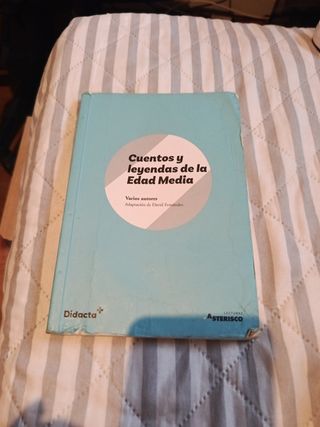 Cuentos y
leyendas de la
Edad Media
Varios autores
Adaptación de David Fernández
Didacta+
LECTURAS
ASTERISCO